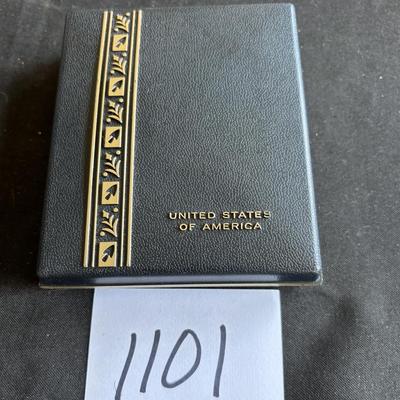 UNITED STATES
OF AMERICA
1101